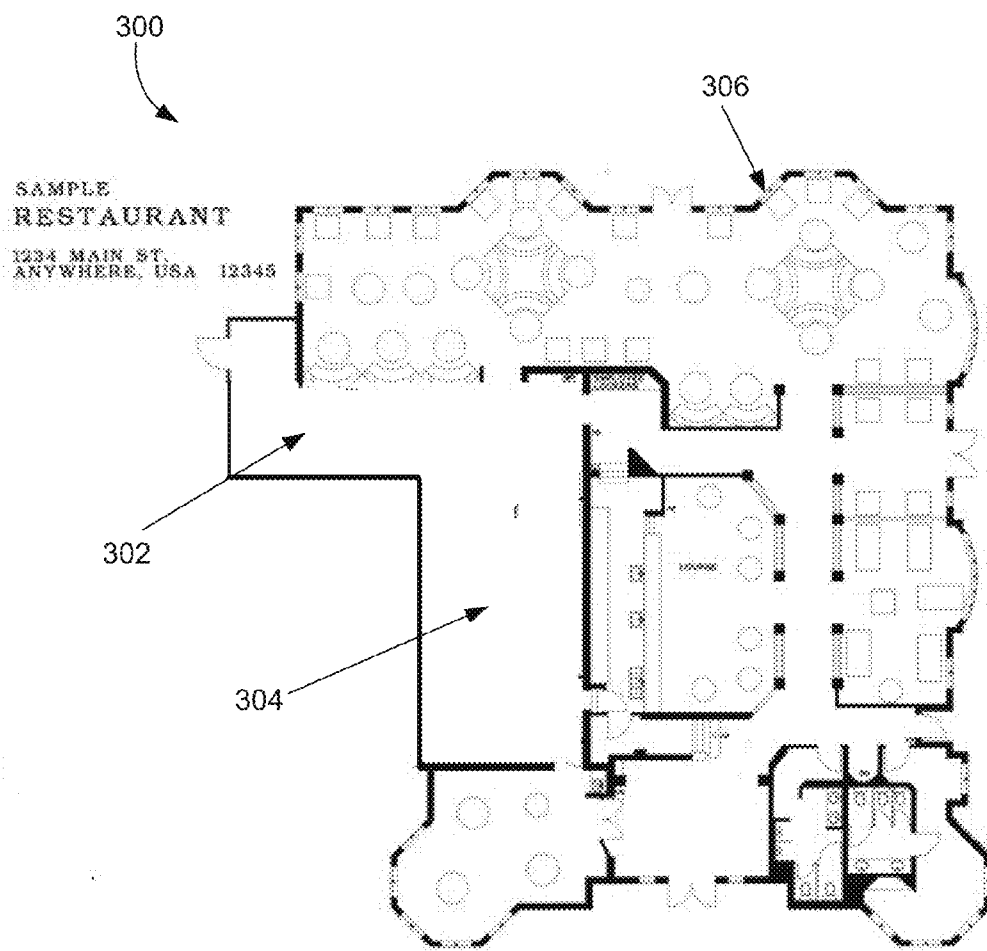 300
306
SAMPLE
RESTAURANT
1234 MAIN ST.
ANYWHERE, USA 12345
302
304